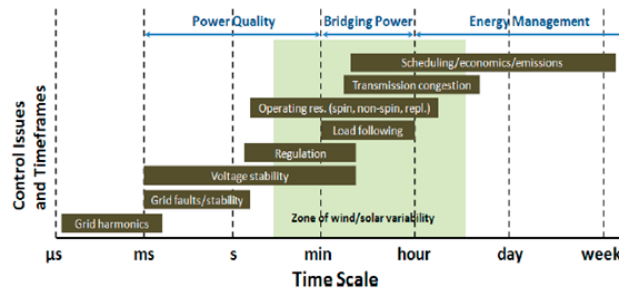 Power Quality
Bridging Power
Energy Management
Control Issues
and Timeframes
Scheduling/economics/emissions
Transmission congestion
Operating res. (spin, non-spin, repl.)
Load following
Regulation
Voltage stability
Grid faults/stability
Zone of wind/solar variability
Grid harmonics
μs
ms
s
min
hour
day
week
Time Scale